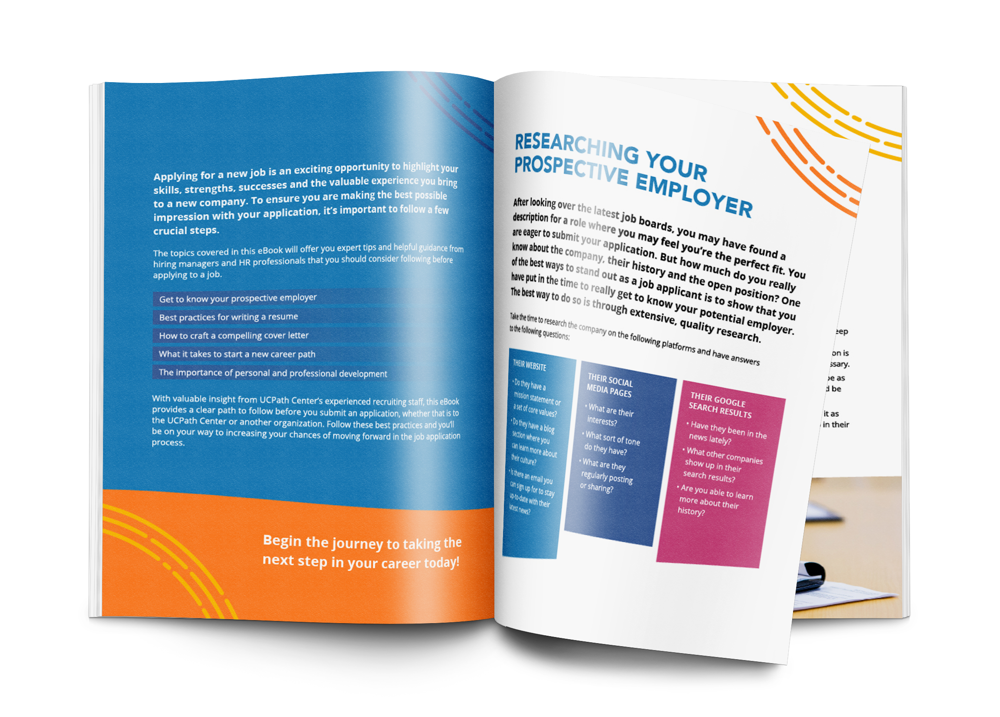 Applying for a new job is an exciting opportunity to highlight your
skills, strengths, successes and the valuable experience you bring
to a new company. To ensure you are making the best possible
impression with your application, it's important to follow a few
crucial steps.
The topics covered in this eBook will offer you expert tips and helpful guidance from
hiring managers and HR professionals that you should consider following before
applying to a job.
Get to know your prospective employer
Best practices for writing a resume
How to craft a compelling cover letter
What it takes to start a new career path
The importance of personal and professional development
With valuable insight from UCPath Center's experienced recruiting staff, this eBook
provides a clear path to follow before you submit an application, whether that is to
the UCPath Center or another organization. Follow these best practices and you'll
be on your way to increasing your chances of moving forward in the job application
process.
Begin the journey to taking the
next step in your career today!
RESEARCHING YOUR
PROSPECTIVE EMPLOYER
After looking over the latest job boards, you may have found a
description for a role where you may feel you're the perfect fit. You
are eager to submit your application. But how much do you really
know about the company, their history and the open position? One
of the best ways to stand out as a job applicant is to show that you
have put in the time to really get to know your potential employer.
The best way to do so is through extensive, quality research.
Take the time to research the company on the following platforms and have answers
to the following questions:
THEIR WEBSITE
• Do they have a
mission statement or
a set of core values?
• Do they have a blog
section where you
can learn more about
their culture?
• Is there an email you
can sign up for to stay
up-to-date with their
latest news?
THEIR SOCIAL
MEDIA PAGES
• What are their
interests?
• What sort of tone
do they have?
• What are they
regularly posting
or sharing?
THEIR GOOGLE
SEARCH RESULTS
• Have they been in the
news lately?
• What other companies
show up in their
search results?
• Are you able to learn
more about their
history?
eep
on is
ssary.
be as
d be
it as
in their